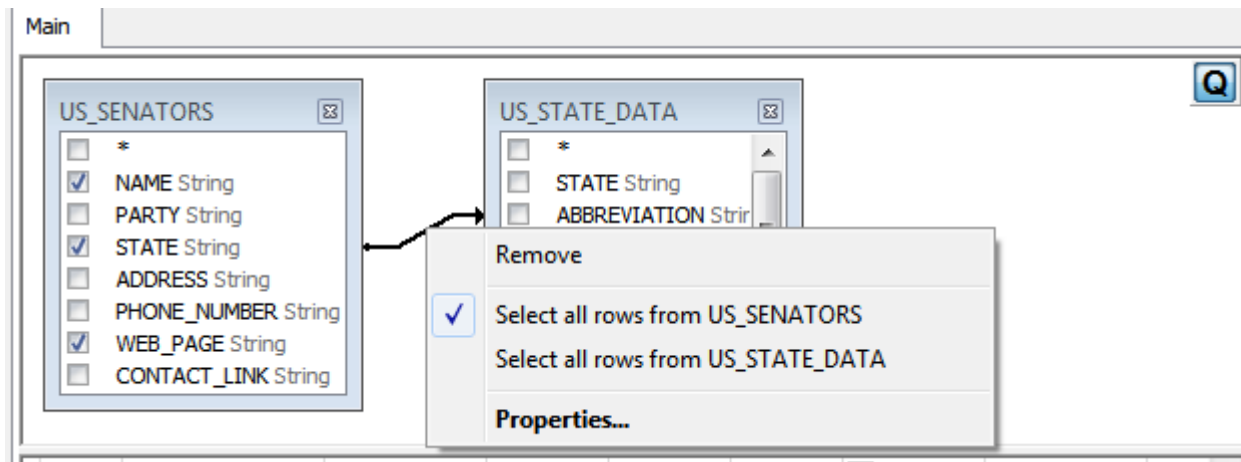 Main
Q
US_SENATORS
*
NAME String
PARTY String
STATE String
ADDRESS String
PHONE_NUMBER String
WEB_PAGE String
CONTACT_LINK String
US_STATE_DATA
*
STATE String
ABBREVIATION Strir
Remove
Select all rows from US_SENATORS
Select all rows from US_STATE_DATA
Properties...